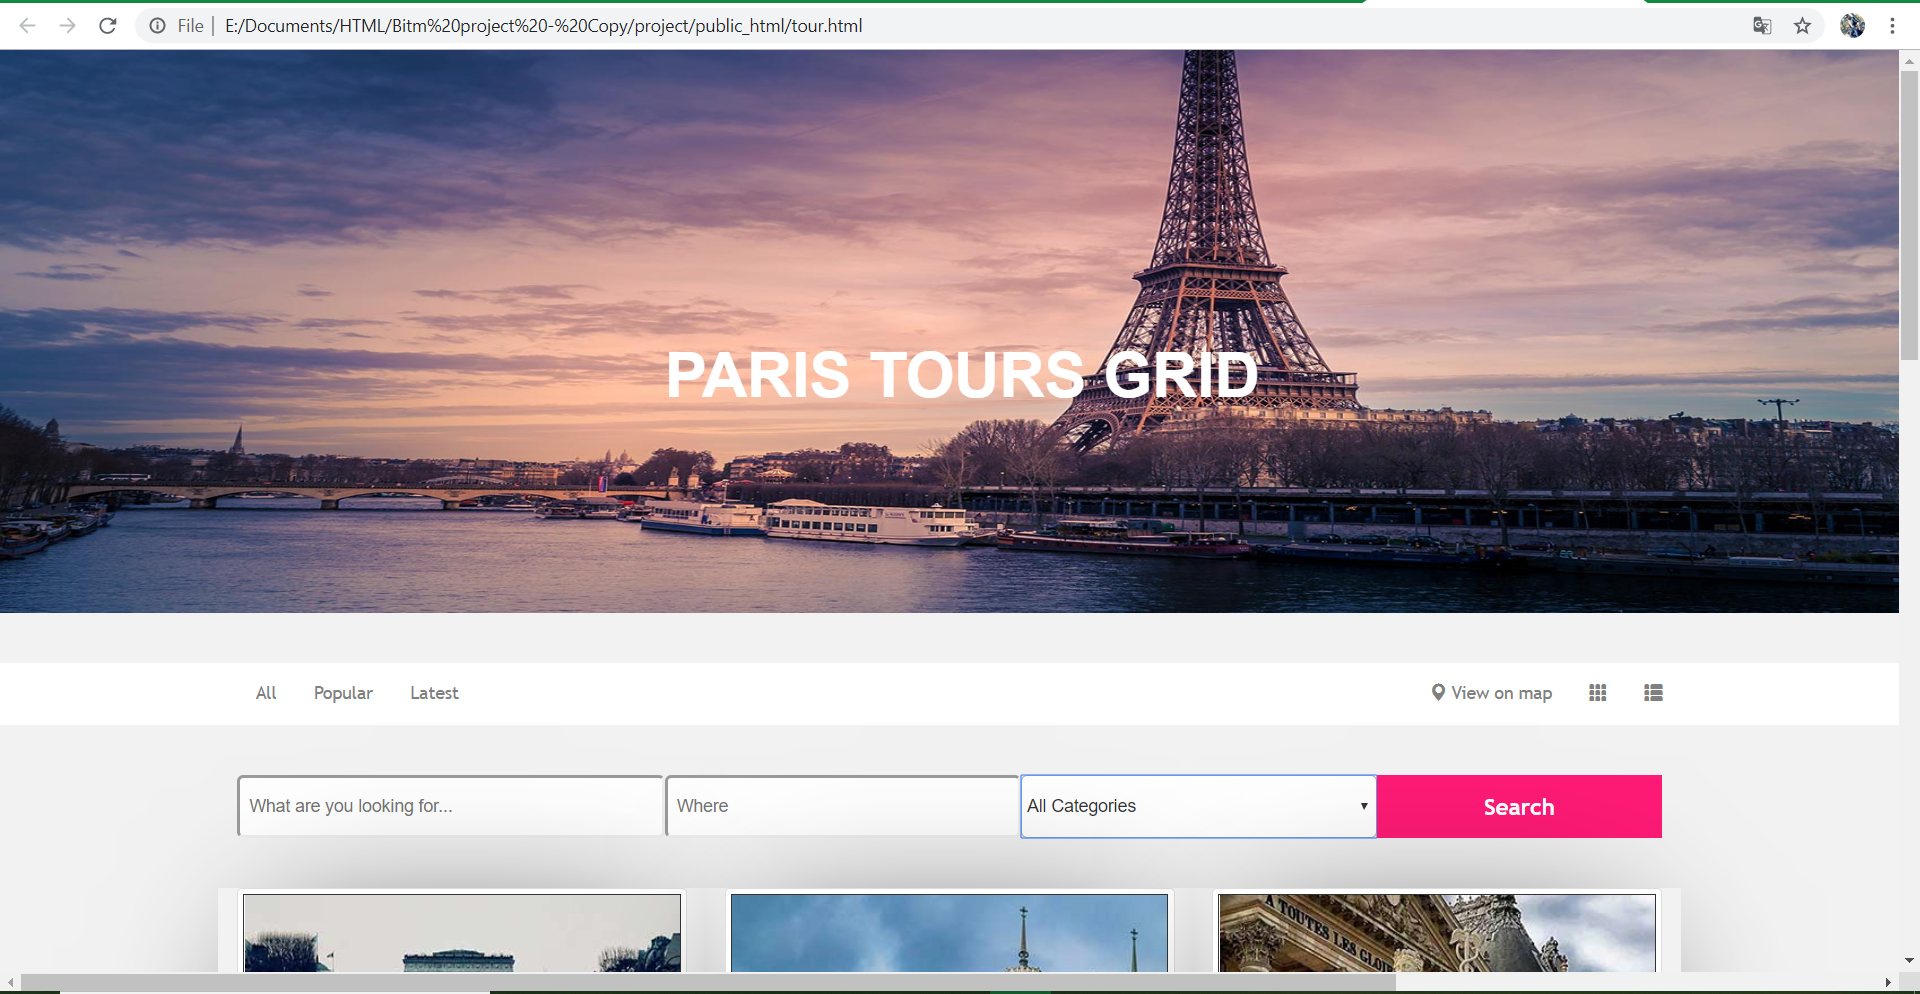 File | E:/Documents/HTML/Bitm%20project%20-%20Copy/project/public_html/tour.html
PARIS TOURS GRID
All Popular Latest View on map
What are you looking for... Where All Categories Search
A TOUTES LES GLOI